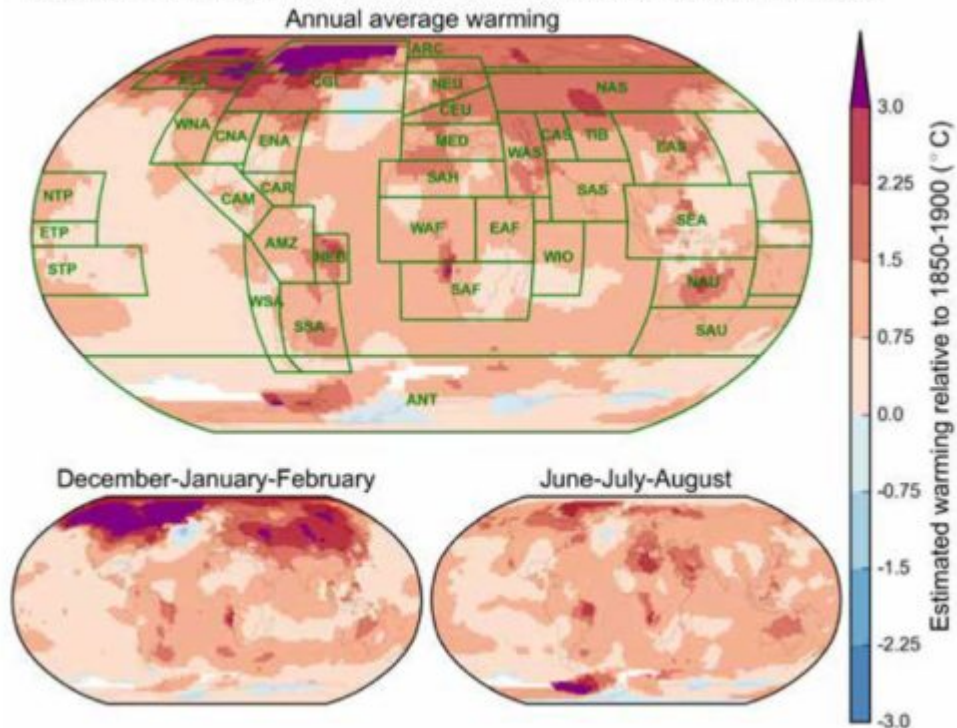 Annual average warming
ARC
ALA CGI NEU NAS
CEU
WNA CNA ENA MED WAS CAS TIB EAS
SAH
NTP CAM CAR SAS
SEA
ETP AMZ NEB WAF EAF WIO
STP
WSA SAF NAU
SSA SAU
ANT
3.0
2.25
1.5
0.75
0.0
-0.75
-1.5
-2.25
-3.0
Estimated warming relative to 1850-1900 (°C)
December-January-February
June-July-August